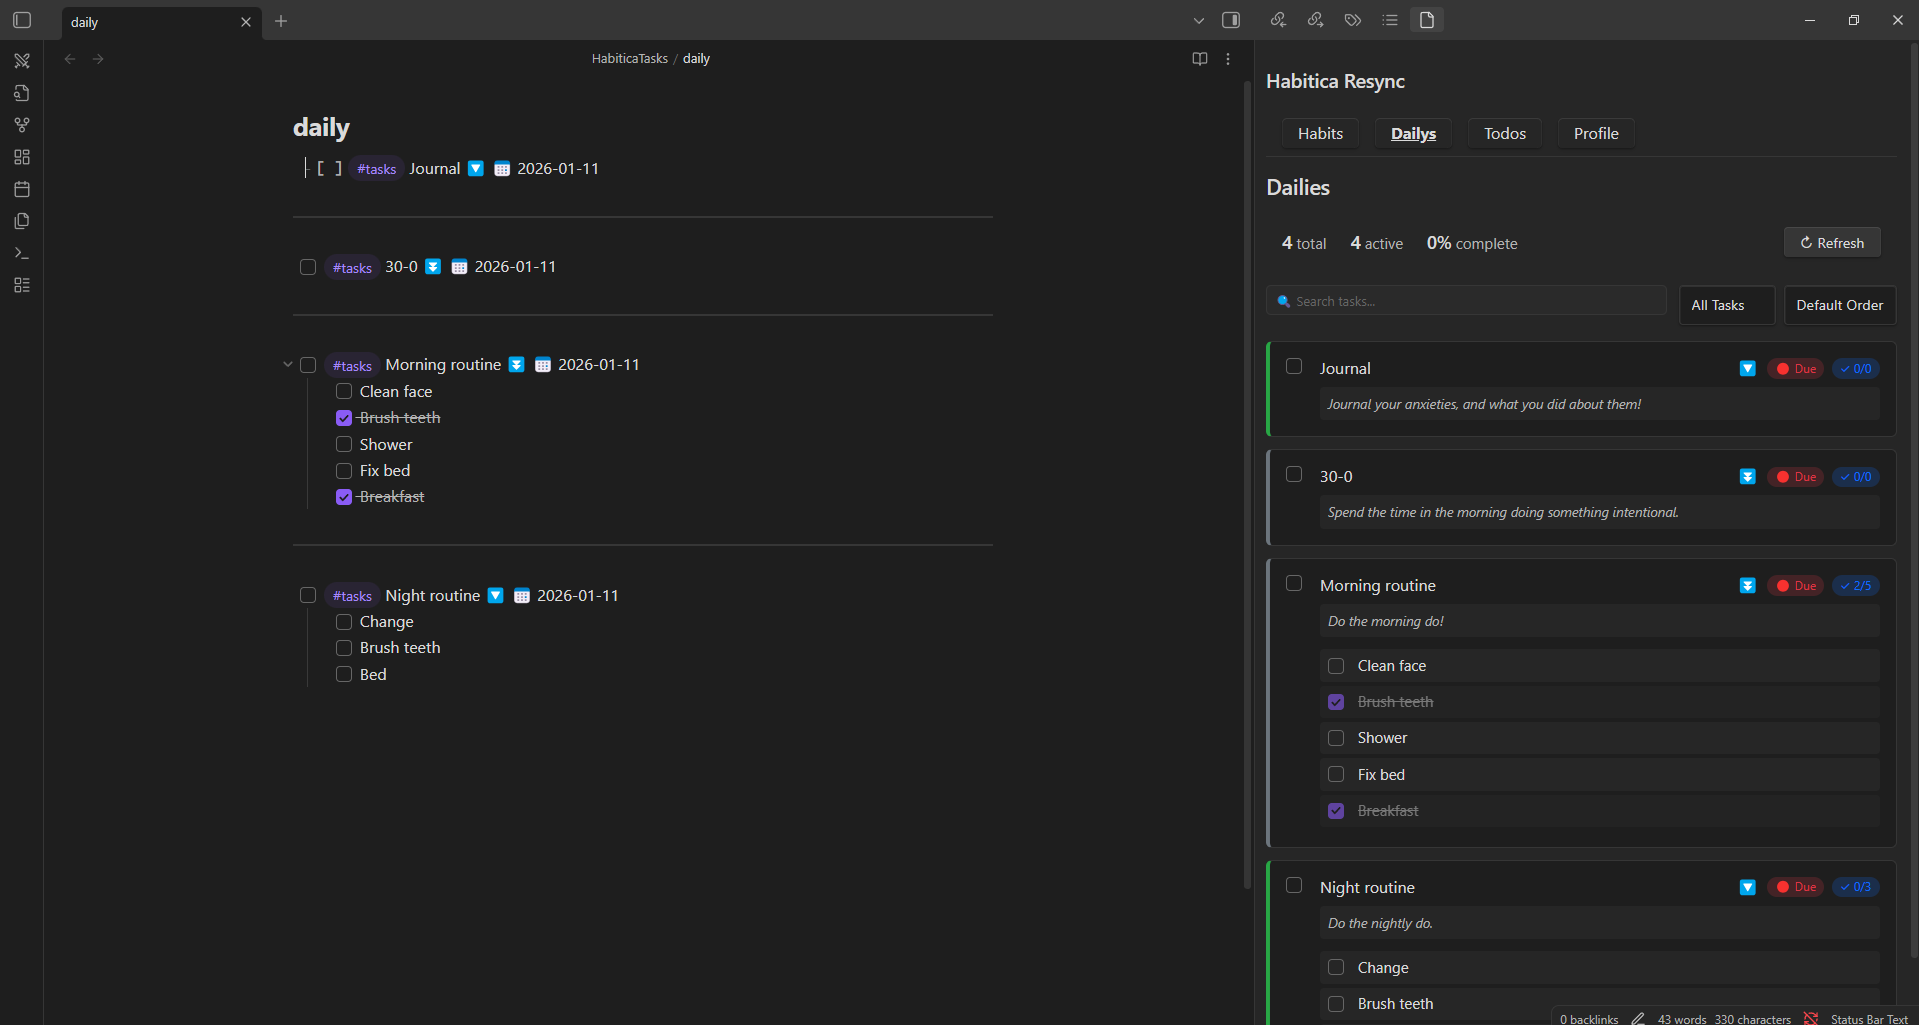 daily
HabiticaTasks / daily
daily
- [ ] #tasks Journal 2026-01-11
#tasks 30-0 2026-01-11
#tasks Morning routine 2026-01-11
Clean face
Brush teeth
Shower
Fix bed
Breakfast
#tasks Night routine 2026-01-11
Change
Brush teeth
Bed
Habitica Resync
Habits Dailys Todos Profile
Dailies
4 total 4 active 0% complete Refresh
Search tasks...
All Tasks Default Order
Journal Due 0/0
Journal your anxieties, and what you did about them!
30-0 Due 0/0
Spend the time in the morning doing something intentional.
Morning routine Due 2/5
Do the morning do!
Clean face
Brush teeth
Shower
Fix bed
Breakfast
Night routine Due 0/3
Do the nightly do.
Change
Brush teeth
0 backlinks 43 words 330 characters Status Bar Text